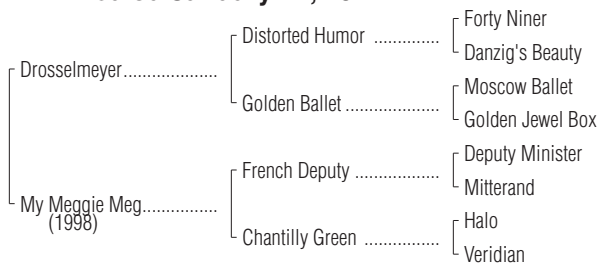 Forty Niner
Distorted Humor ..............
Danzig's Beauty
Drosselmeyer....................
Moscow Ballet
Golden Ballet ....................
Golden Jewel Box
Deputy Minister
French Deputy ..................
Mitterand
My Meggie Meg................
(1998)
Halo
Chantilly Green ................
Veridian